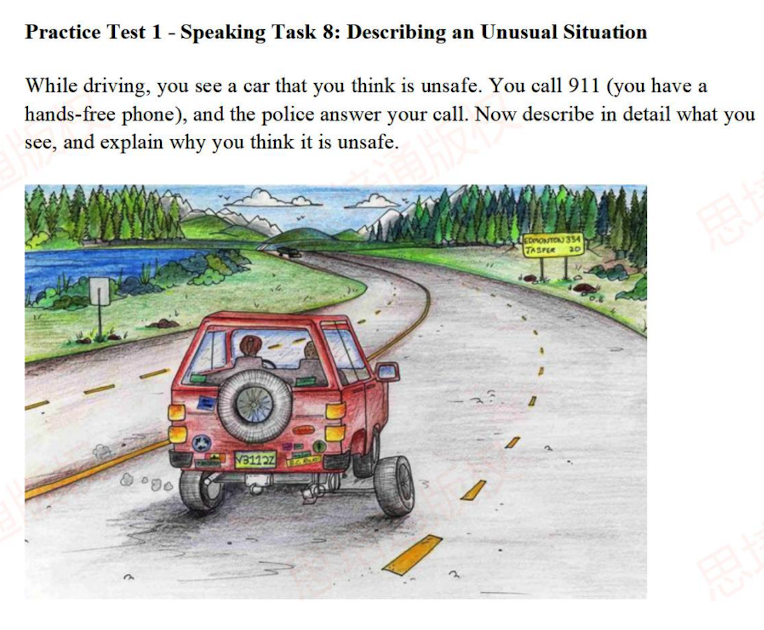 Practice Test 1 - Speaking Task 8: Describing an Unusual Situation
While driving, you see a car that you think is unsafe. You call 911 (you have a
hands-free phone), and the police answer your call. Now describe in detail what you
see, and explain why you think it is unsafe.
EDMONTON 334
JASPER 20
V3112Z